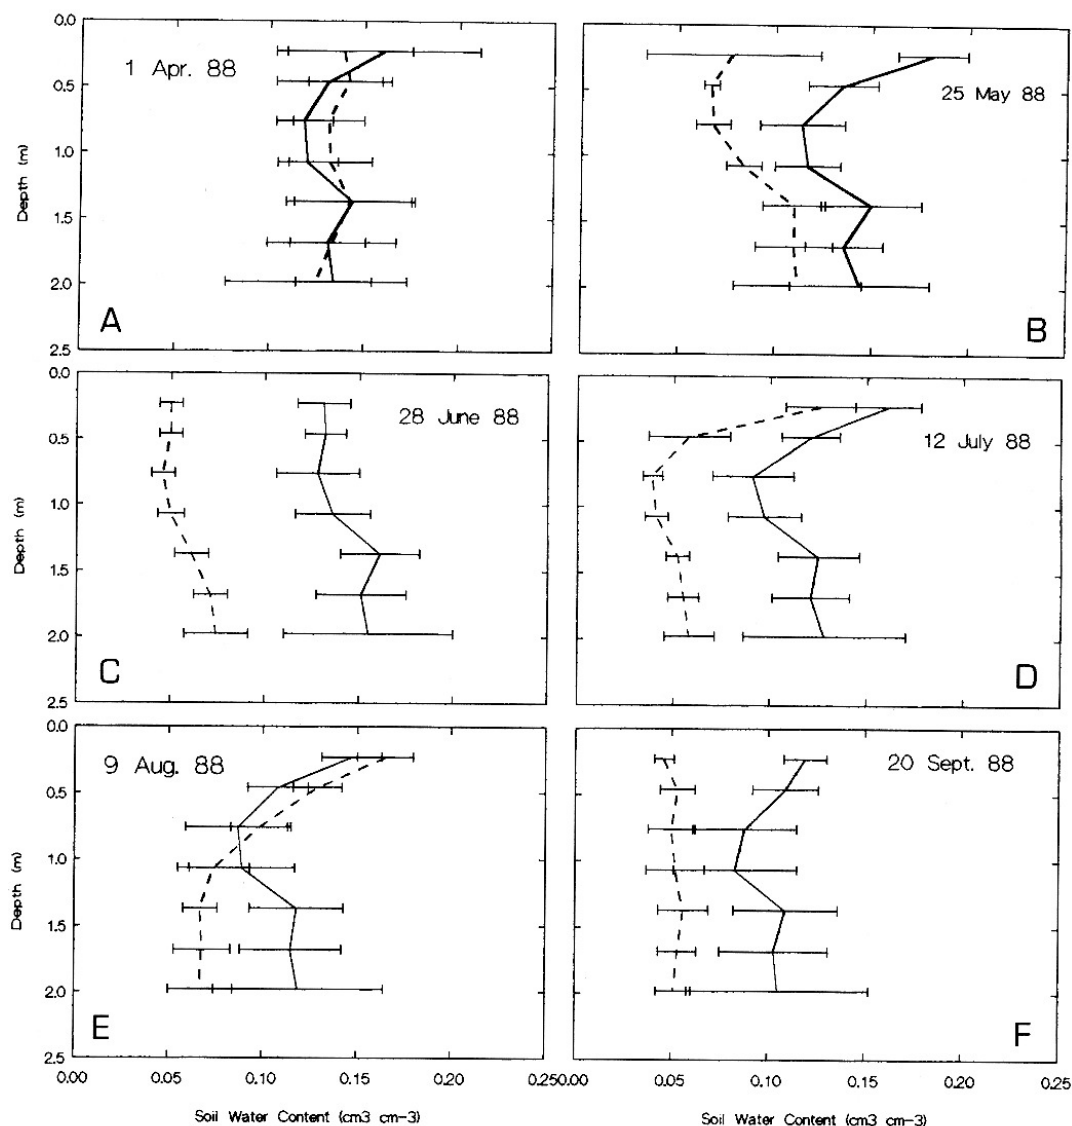 0.0
0.5
1.0
1.5
2.0
2.5
Depth (m)
1 Apr. 88
A
25 May 88
B
0.0
0.5
1.0
1.5
2.0
2.5
Depth (m)
28 June 88
C
12 July 88
D
0.0
0.5
1.0
1.5
2.0
2.5
Depth (m)
9 Aug. 88
E
20 Sept. 88
F
0.00 0.05 0.10 0.15 0.20 0.250.00 0.05 0.10 0.15 0.20 0.25
Soil Water Content (cm3 cm-3) Soil Water Content (cm3 cm-3)